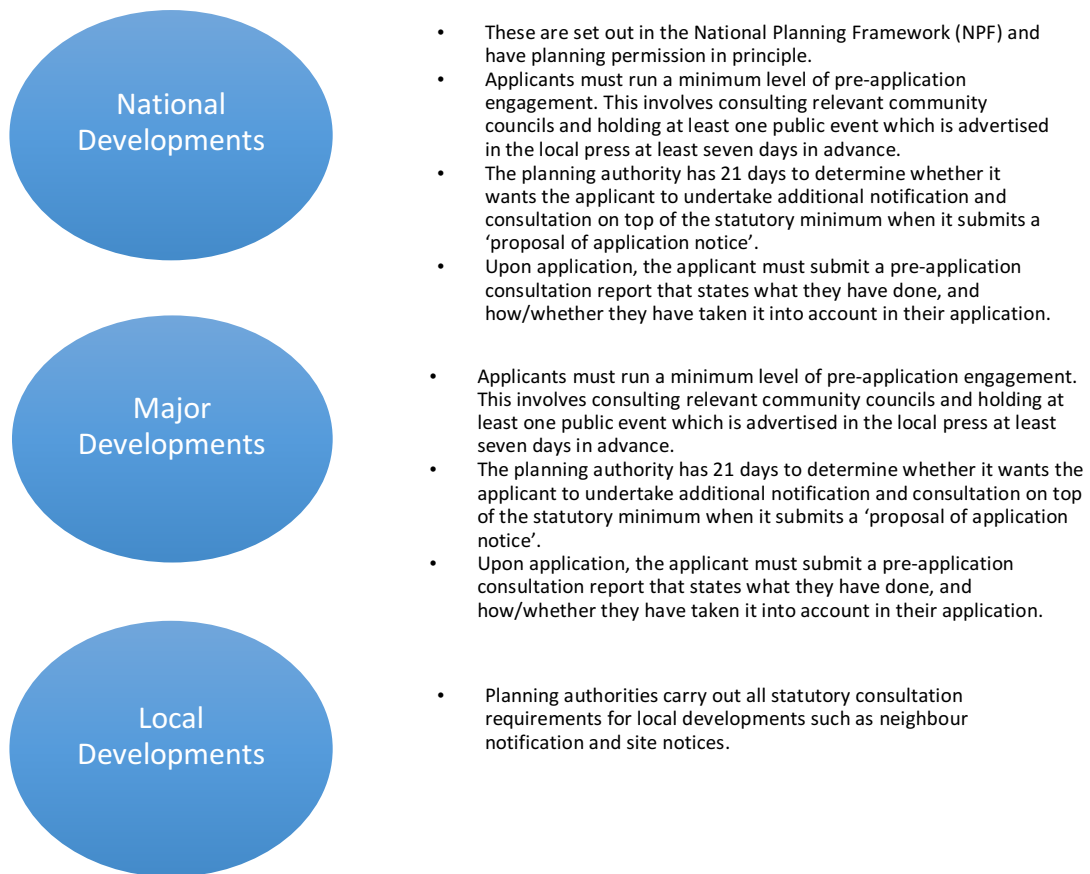 National
Developments
• These are set out in the National Planning Framework (NPF) and
have planning permission in principle.
• Applicants must run a minimum level of pre-application
engagement. This involves consulting relevant community
councils and holding at least one public event which is advertised
in the local press at least seven days in advance.
• The planning authority has 21 days to determine whether it
wants the applicant to undertake additional notification and
consultation on top of the statutory minimum when it submits a
‘proposal of application notice’.
• Upon application, the applicant must submit a pre-application
consultation report that states what they have done, and
how/whether they have taken it into account in their application.
Major
Developments
• Applicants must run a minimum level of pre-application engagement.
This involves consulting relevant community councils and holding at
least one public event which is advertised in the local press at least
seven days in advance.
• The planning authority has 21 days to determine whether it wants the
applicant to undertake additional notification and consultation on top
of the statutory minimum when it submits a ‘proposal of application
notice’.
• Upon application, the applicant must submit a pre-application
consultation report that states what they have done, and
how/whether they have taken it into account in their application.
Local
Developments
• Planning authorities carry out all statutory consultation
requirements for local developments such as neighbour
notification and site notices.